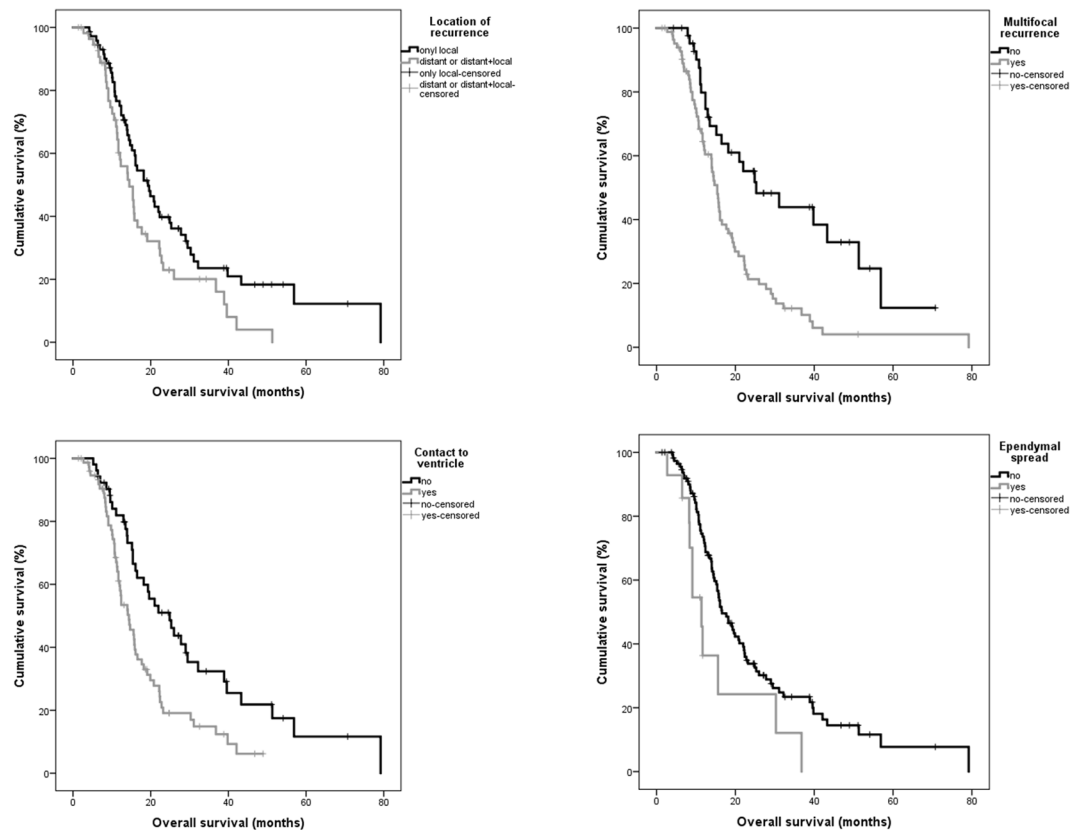 Location of
recurrence
onyl local
distant or distant+local
only local-censored
distant or distant+local-
censored
100
80
60
40
20
0
Cumulative survival (%)
0 20 40 60 80
Overall survival (months)
Multifocal
recurrence
no
yes
no-censored
yes-censored
100
80
60
40
20
0
Cumulative survival (%)
0 20 40 60 80
Overall survival (months)
Contact to
ventricle
no
yes
no-censored
yes-censored
100
80
60
40
20
0
Cumulative survival (%)
0 20 40 60 80
Overall survival (months)
Ependymal
spread
no
yes
no-censored
yes-censored
100
80
60
40
20
0
Cumulative survival (%)
0 20 40 60 80
Overall survival (months)